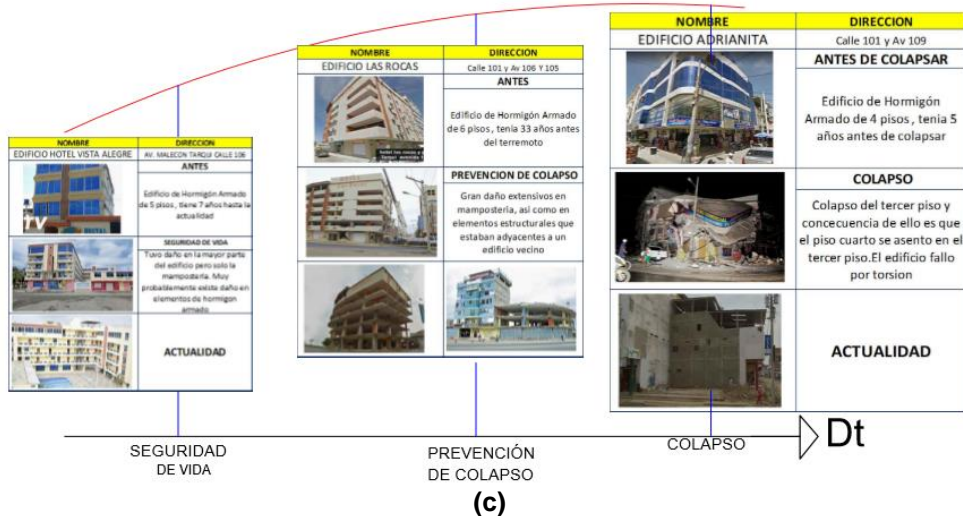 NOMBRE DIRECCION
EDIFICIO HOTEL VISTA ALEGRE AV. MALECON TARQUI CALLE 106
ANTES
Edificio de Hormigón Armado
de 5 pisos, tiene 7 años hasta la
actualidad
SEGURIDAD DE VIDA
Tuvo daño en la mayor parte
del edificio pero solo la
mamposteria. Muy
probablemente existe daño en
elementos de hormigon
armado
ACTUALIDAD
NOMBRE DIRECCION
EDIFICIO LAS ROCAS Calle 101 y Av 106 Y 105
ANTES
Edificio de Hormigón Armado
de 6 pisos, tenia 33 años antes
del terremoto
PREVENCION DE COLAPSO
Gran daño extensivos en
mamposteria, asi como en
elementos estructurales que
estaban adyacentes a un
edificio vecino
NOMBRE DIRECCION
EDIFICIO ADRIANITA Calle 101 y Av 109
ANTES DE COLAPSAR
Edificio de Hormigón
Armado de 4 pisos , tenia 5
años antes de colapsar
COLAPSO
Colapso del tercer piso y
concecuencia de ello es que
el piso cuarto se asento en el
tercer piso.El edificio fallo
por torsion
ACTUALIDAD
SEGURIDAD
DE VIDA
PREVENCIÓN
DE COLAPSO
COLAPSO
Dt
(c)